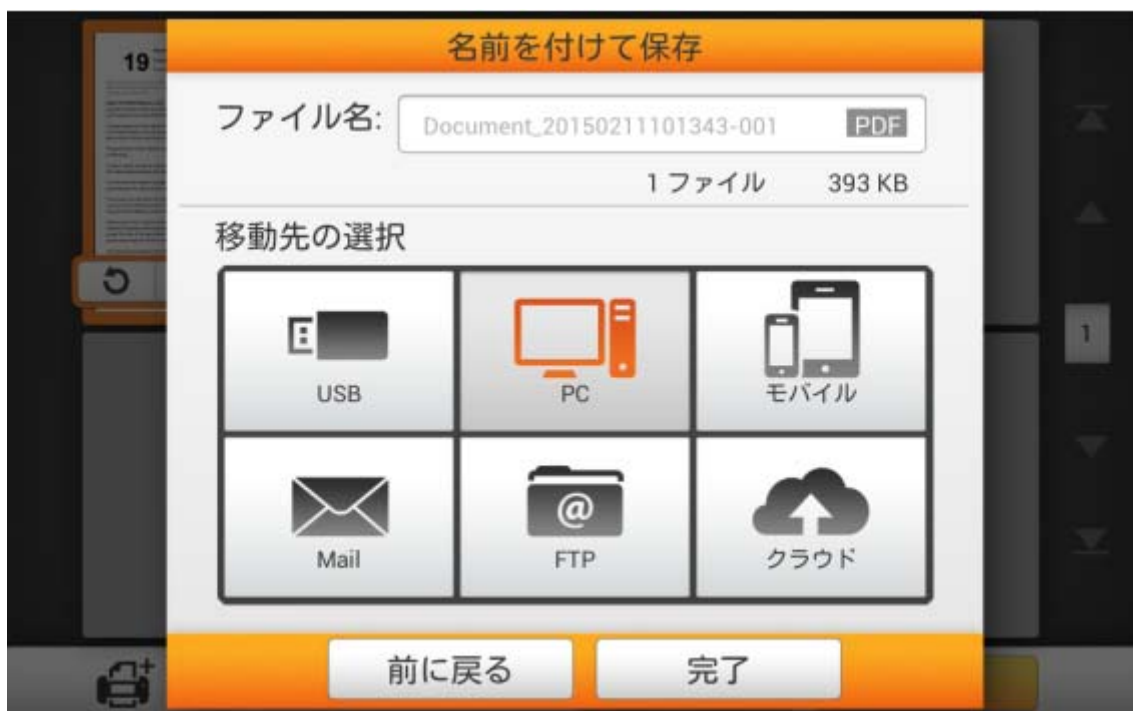 名前を付けて保存
19
ファイル名: Document_20150211101343-001 PDF
1 ファイル 393 KB
移動先の選択
USB PC モバイル
1
Mail FTP クラウド
前に戻る 完了